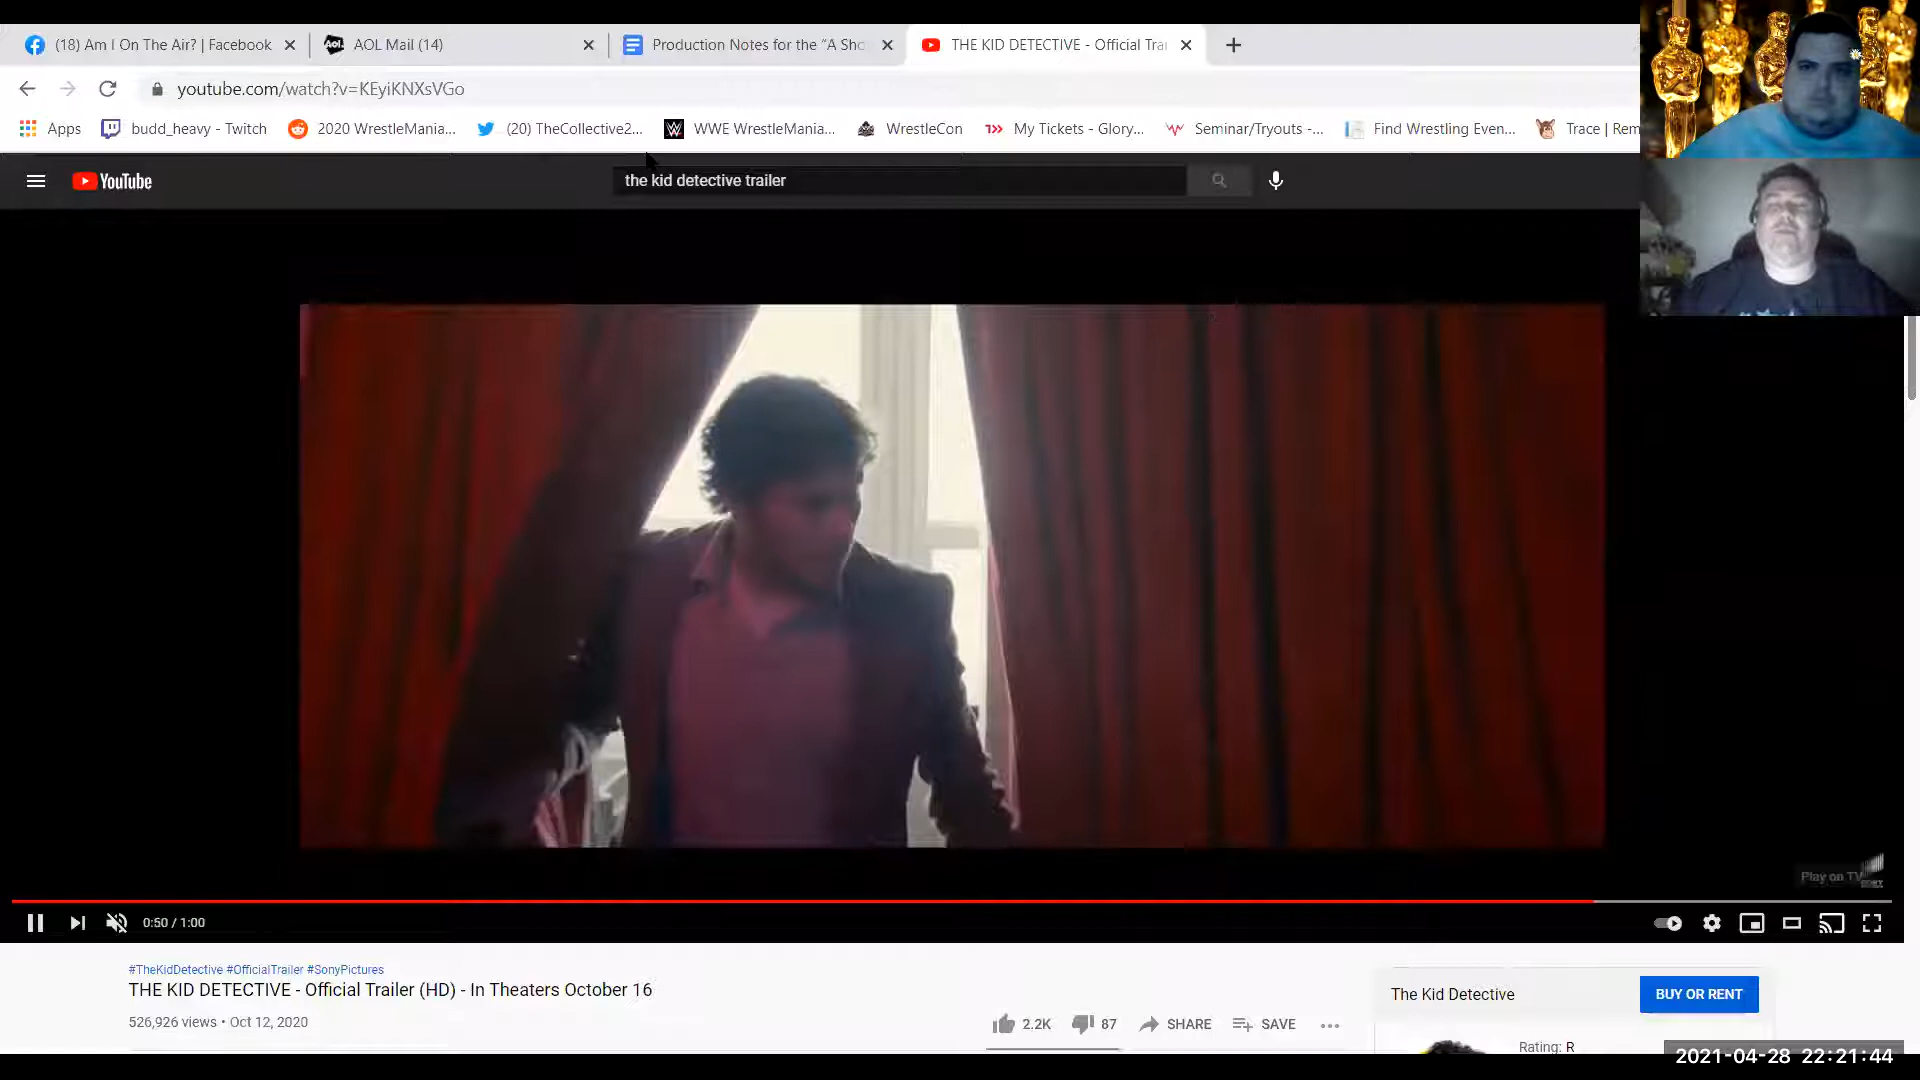 (18) Am I On The Air? | Facebook
AOL Mail (14)
Production Notes for the “A Sho
THE KID DETECTIVE - Official Trai
youtube.com/watch?v=KEyiKNXsVGo
Apps
budd_heavy - Twitch
2020 WrestleMania...
(20) TheCollective2...
WWE WrestleMania...
WrestleCon
My Tickets - Glory...
Seminar/Tryouts -...
Find Wrestling Even...
Trace | Rem
YouTube
the kid detective trailer
Play on TV
0:50 / 1:00
#TheKidDetective #OfficialTrailer #SonyPictures
THE KID DETECTIVE - Official Trailer (HD) - In Theaters October 16
526,926 views • Oct 12, 2020
2.2K
87
SHARE
SAVE
The Kid Detective
BUY OR RENT
Rating: R
2021-04-28 22:21:44